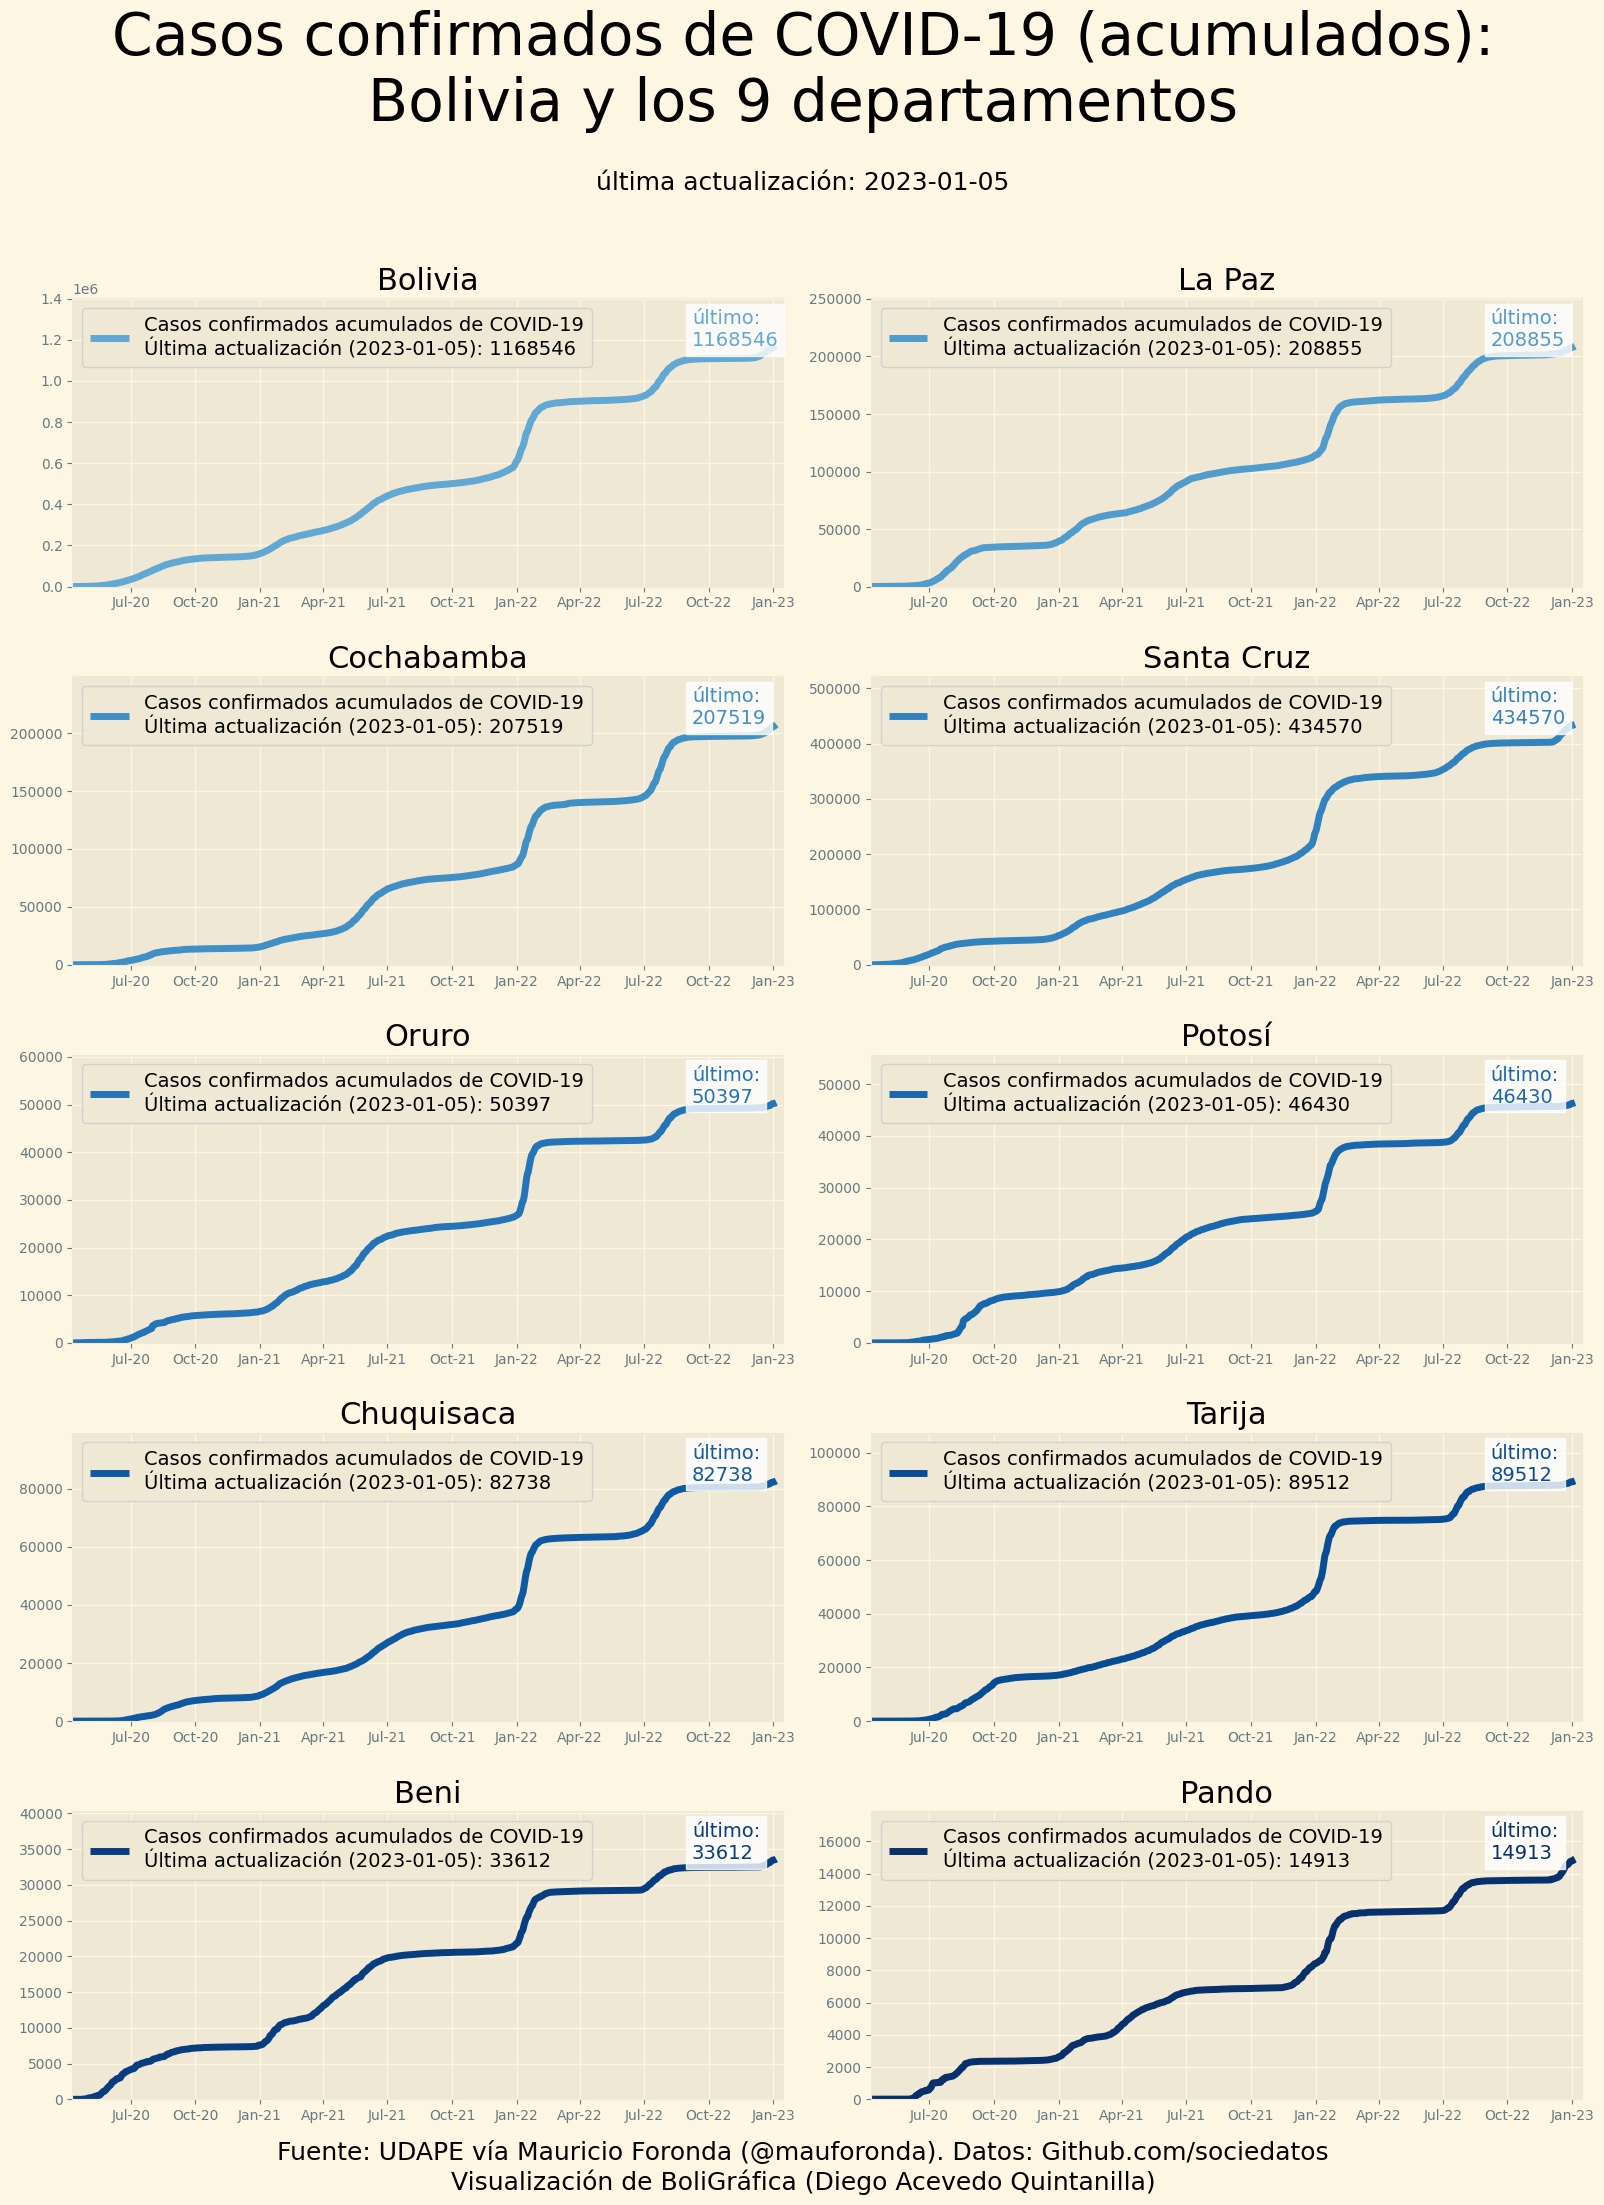 Casos confirmados de COVID-19 (acumulados):
Bolivia y los 9 departamentos
última actualización: 2023-01-05
Bolivia
1e6
1.4
1.2
1.0
0.8
0.6
0.4
0.2
0.0
Casos confirmados acumulados de COVID-19
Última actualización (2023-01-05): 1168546
último:
1168546
Jul-20 Oct-20 Jan-21 Apr-21 Jul-21 Oct-21 Jan-22 Apr-22 Jul-22 Oct-22 Jan-23
La Paz
250000
200000
150000
100000
50000
0
Casos confirmados acumulados de COVID-19
Última actualización (2023-01-05): 208855
último:
208855
Jul-20 Oct-20 Jan-21 Apr-21 Jul-21 Oct-21 Jan-22 Apr-22 Jul-22 Oct-22 Jan-23
Cochabamba
200000
150000
100000
50000
0
Casos confirmados acumulados de COVID-19
Última actualización (2023-01-05): 207519
último:
207519
Jul-20 Oct-20 Jan-21 Apr-21 Jul-21 Oct-21 Jan-22 Apr-22 Jul-22 Oct-22 Jan-23
Santa Cruz
500000
400000
300000
200000
100000
0
Casos confirmados acumulados de COVID-19
Última actualización (2023-01-05): 434570
último:
434570
Jul-20 Oct-20 Jan-21 Apr-21 Jul-21 Oct-21 Jan-22 Apr-22 Jul-22 Oct-22 Jan-23
Oruro
60000
50000
40000
30000
20000
10000
0
Casos confirmados acumulados de COVID-19
Última actualización (2023-01-05): 50397
último:
50397
Jul-20 Oct-20 Jan-21 Apr-21 Jul-21 Oct-21 Jan-22 Apr-22 Jul-22 Oct-22 Jan-23
Potosí
50000
40000
30000
20000
10000
0
Casos confirmados acumulados de COVID-19
Última actualización (2023-01-05): 46430
último:
46430
Jul-20 Oct-20 Jan-21 Apr-21 Jul-21 Oct-21 Jan-22 Apr-22 Jul-22 Oct-22 Jan-23
Chuquisaca
80000
60000
40000
20000
0
Casos confirmados acumulados de COVID-19
Última actualización (2023-01-05): 82738
último:
82738
Jul-20 Oct-20 Jan-21 Apr-21 Jul-21 Oct-21 Jan-22 Apr-22 Jul-22 Oct-22 Jan-23
Tarija
100000
80000
60000
40000
20000
0
Casos confirmados acumulados de COVID-19
Última actualización (2023-01-05): 89512
último:
89512
Jul-20 Oct-20 Jan-21 Apr-21 Jul-21 Oct-21 Jan-22 Apr-22 Jul-22 Oct-22 Jan-23
Beni
40000
35000
30000
25000
20000
15000
10000
5000
0
Casos confirmados acumulados de COVID-19
Última actualización (2023-01-05): 33612
último:
33612
Jul-20 Oct-20 Jan-21 Apr-21 Jul-21 Oct-21 Jan-22 Apr-22 Jul-22 Oct-22 Jan-23
Pando
16000
14000
12000
10000
8000
6000
4000
2000
0
Casos confirmados acumulados de COVID-19
Última actualización (2023-01-05): 14913
último:
14913
Jul-20 Oct-20 Jan-21 Apr-21 Jul-21 Oct-21 Jan-22 Apr-22 Jul-22 Oct-22 Jan-23
Fuente: UDAPE vía Mauricio Foronda (@mauforonda). Datos: Github.com/sociedatos
Visualización de BoliGráfica (Diego Acevedo Quintanilla)